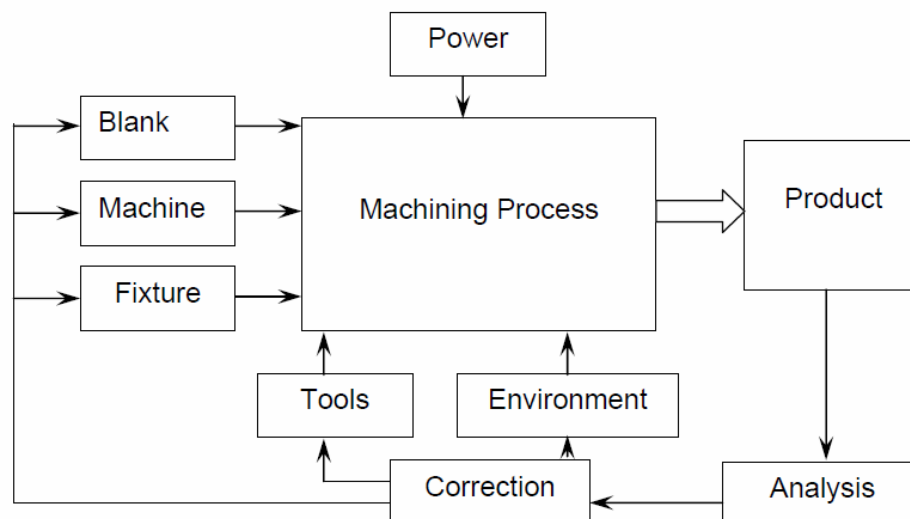 Power
Blank
Machine
Machining Process
Product
Fixture
Tools
Environment
Correction
Analysis